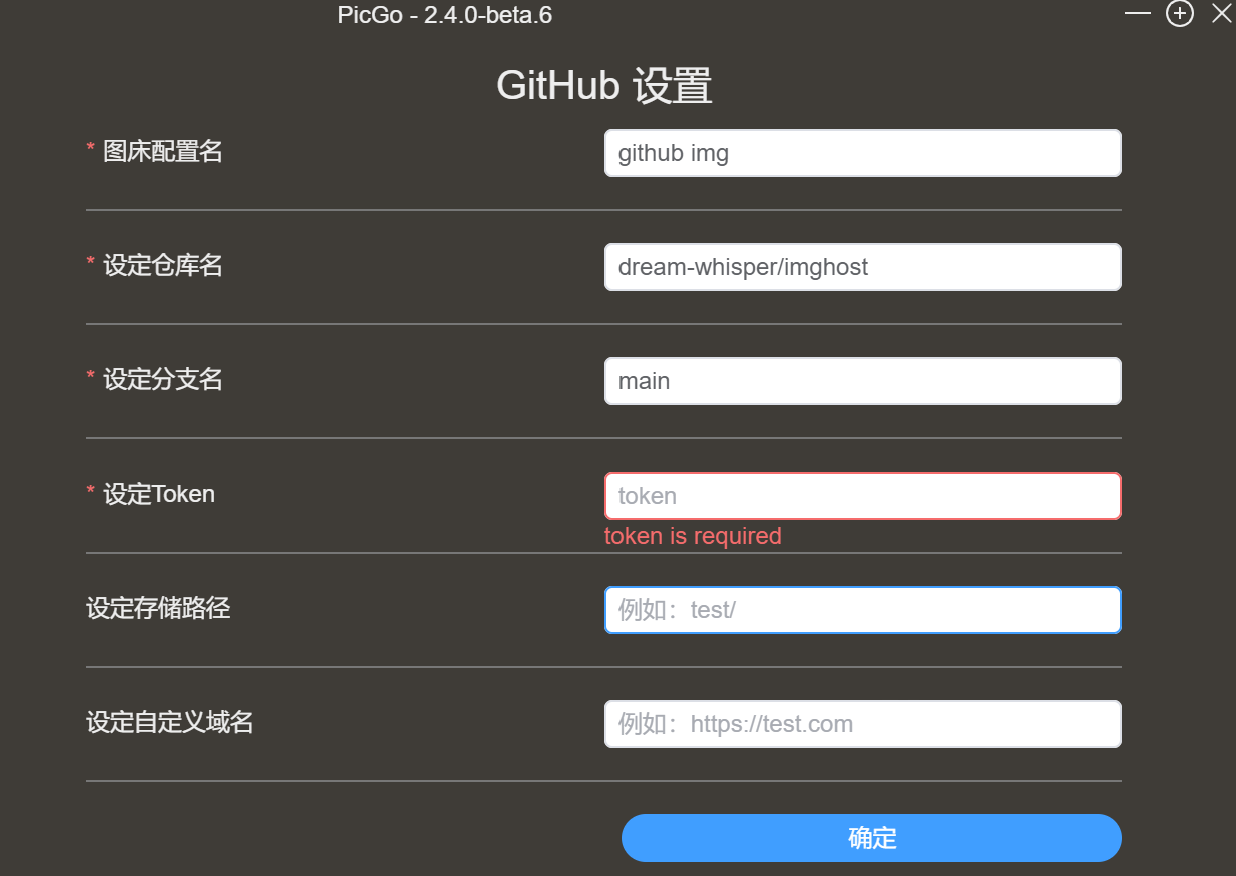 PicGo - 2.4.0-beta.6
GitHub 设置
* 图床配置名
github img
* 设定仓库名
dream-whisper/imghost
* 设定分支名
main
* 设定Token
token
token is required
设定存储路径
例如：test/
设定自定义域名
例如：https://test.com
确定